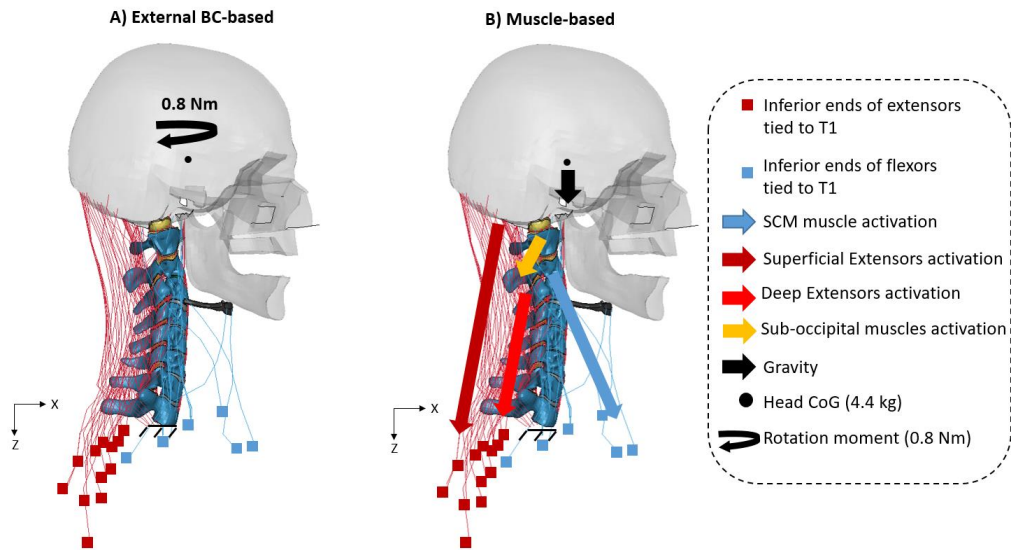 A) External BC-based
B) Muscle-based
0.8 Nm
X
Z
X
Z
Inferior ends of extensors
tied to T1
Inferior ends of flexors
tied to T1
SCM muscle activation
Superficial Extensors activation
Deep Extensors activation
Sub-occipital muscles activation
Gravity
Head CoG (4.4 kg)
Rotation moment (0.8 Nm)